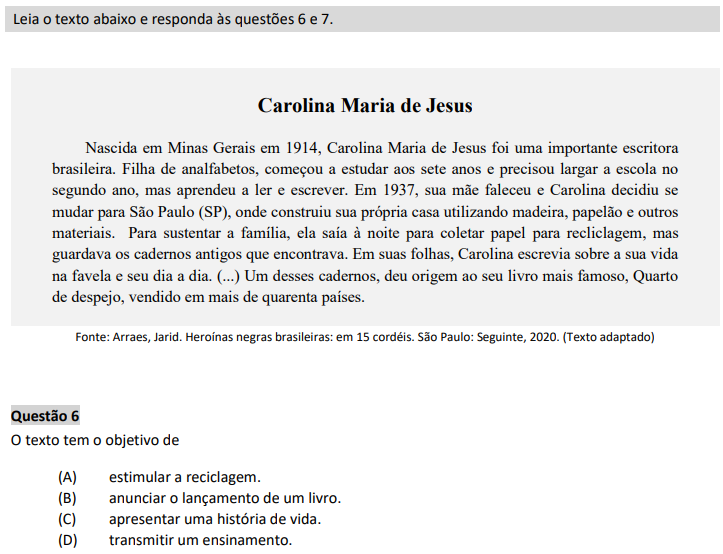 Leia o texto abaixo e responda às questões 6 e 7.
Carolina Maria de Jesus
Nascida em Minas Gerais em 1914, Carolina Maria de Jesus foi uma importante escritora
brasileira. Filha de analfabetos, começou a estudar aos sete anos e precisou largar a escola no
segundo ano, mas aprendeu a ler e escrever. Em 1937, sua mãe faleceu e Carolina decidiu se
mudar para São Paulo (SP), onde construiu sua própria casa utilizando madeira, papelão e outros
materiais. Para sustentar a família, ela saía à noite para coletar papel para recliclagem, mas
guardava os cadernos antigos que encontrava. Em suas folhas, Carolina escrevia sobre a sua vida
na favela e seu dia a dia. (...) Um desses cadernos, deu origem ao seu livro mais famoso, Quarto
de despejo, vendido em mais de quarenta países.
Fonte: Arraes, Jarid. Heroínas negras brasileiras: em 15 cordéis. São Paulo: Seguinte, 2020. (Texto adaptado)
Questão 6
O texto tem o objetivo de
(A) estimular a reciclagem.
(B) anunciar o lançamento de um livro.
(C) apresentar uma história de vida.
(D) transmitir um ensinamento.